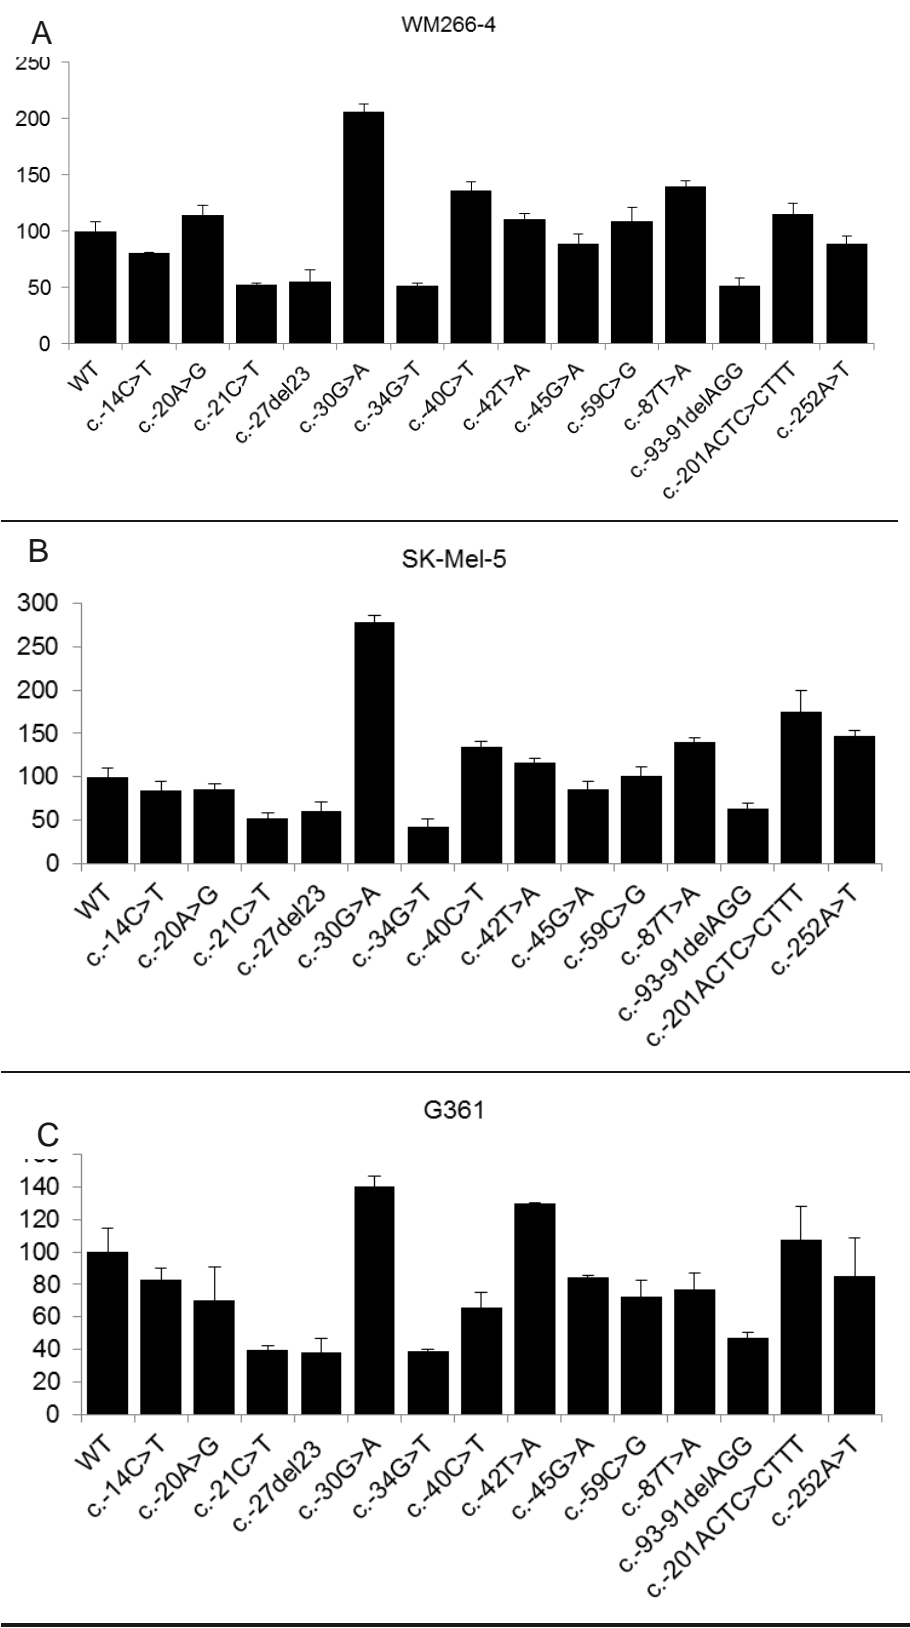 A
WM266-4
250
200
150
100
50
0
WT
c.-14C>T
c.-20A>G
c.-21C>T
c.-27del23
c.-30G>A
c.-34G>T
c.-40C>T
c.-42T>A
c.-45G>A
c.-59C>G
c.-87T>A
c.-93-91delAGG
c.-201ACTC>CTTT
c.-252A>T
B
SK-Mel-5
300
250
200
150
100
50
0
WT
c.-14C>T
c.-20A>G
c.-21C>T
c.-27del23
c.-30G>A
c.-34G>T
c.-40C>T
c.-42T>A
c.-45G>A
c.-59C>G
c.-87T>A
c.-93-91delAGG
c.-201ACTC>CTTT
c.-252A>T
G361
C
140
120
100
80
60
40
20
0
WT
c.-14C>T
c.-20A>G
c.-21C>T
c.-27del23
c.-30G>A
c.-34G>T
c.-40C>T
c.-42T>A
c.-45G>A
c.-59C>G
c.-87T>A
c.-93-91delAGG
c.-201ACTC>CTTT
c.-252A>T